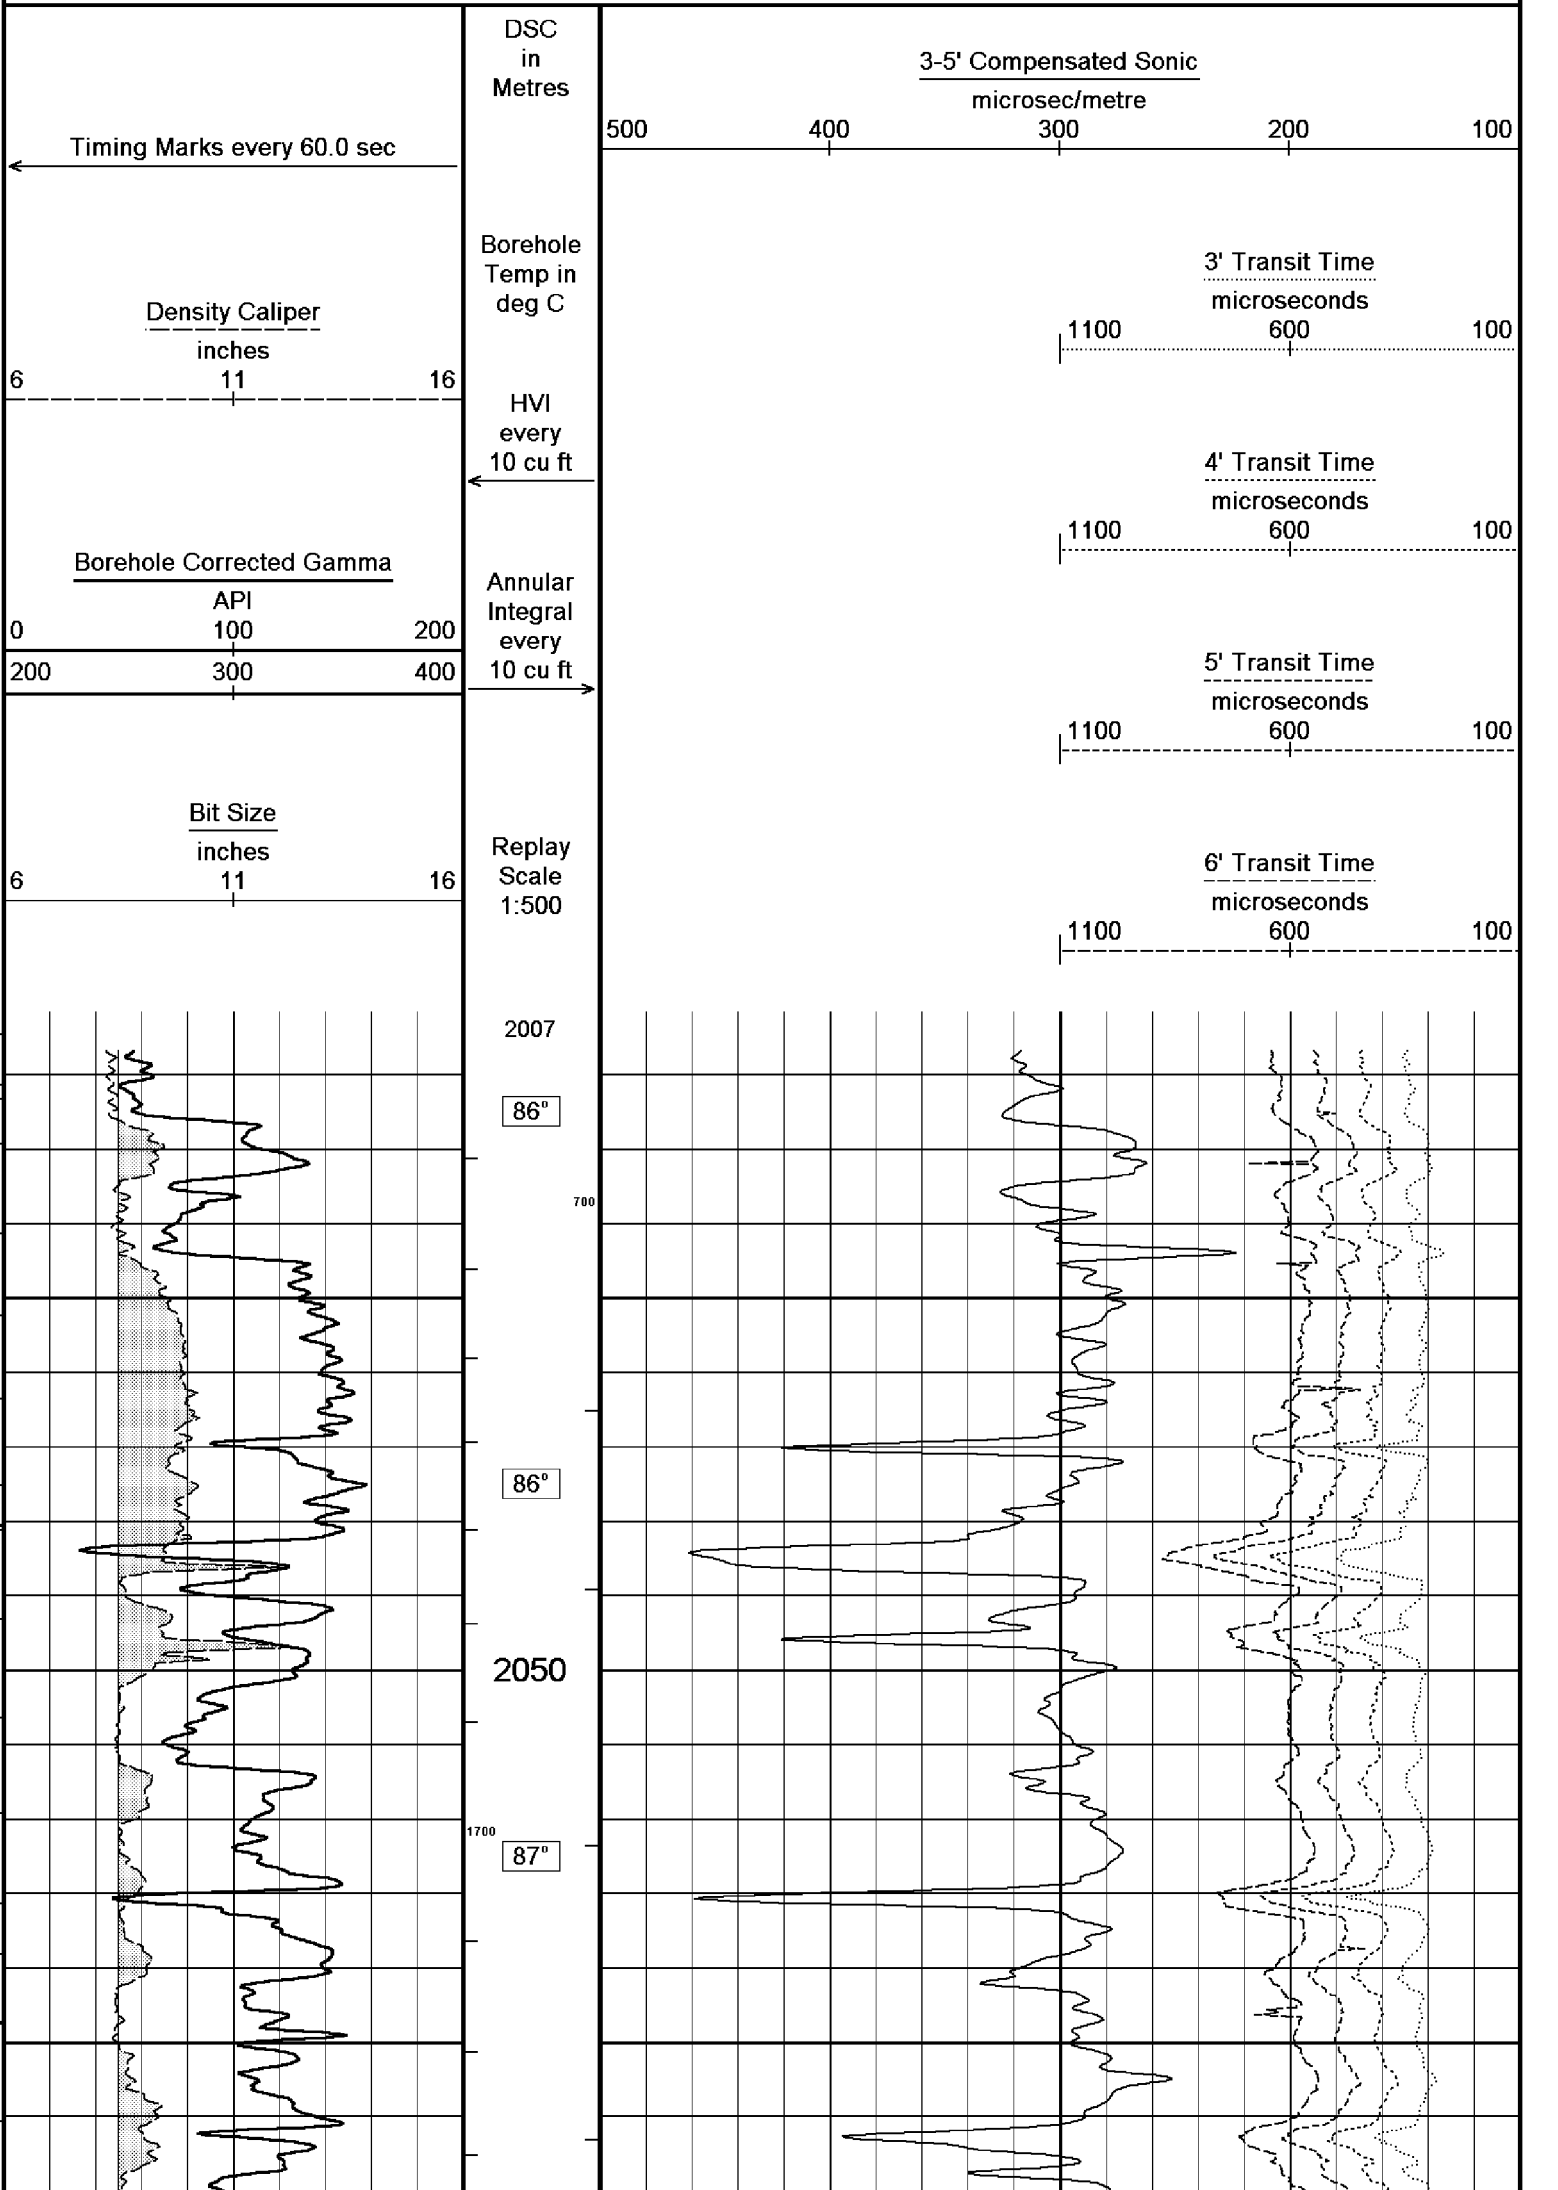 Timing Marks every 60.0 sec
Density Caliper
inches
6 11 16
Borehole Corrected Gamma
API
0 100 200
200 300 400
Bit Size
inches
6 11 16
DSC
in
Metres
Borehole
Temp in
deg C
HVI
every
10 cu ft
Annular
Integral
every
10 cu ft
Replay
Scale
1:500
3-5' Compensated Sonic
microsec/metre
500 400 300 200 100
3' Transit Time
microseconds
1100 600 100
4' Transit Time
microseconds
1100 600 100
5' Transit Time
microseconds
1100 600 100
6' Transit Time
microseconds
1100 600 100
2007
86°
700
86°
2050
1700
87°